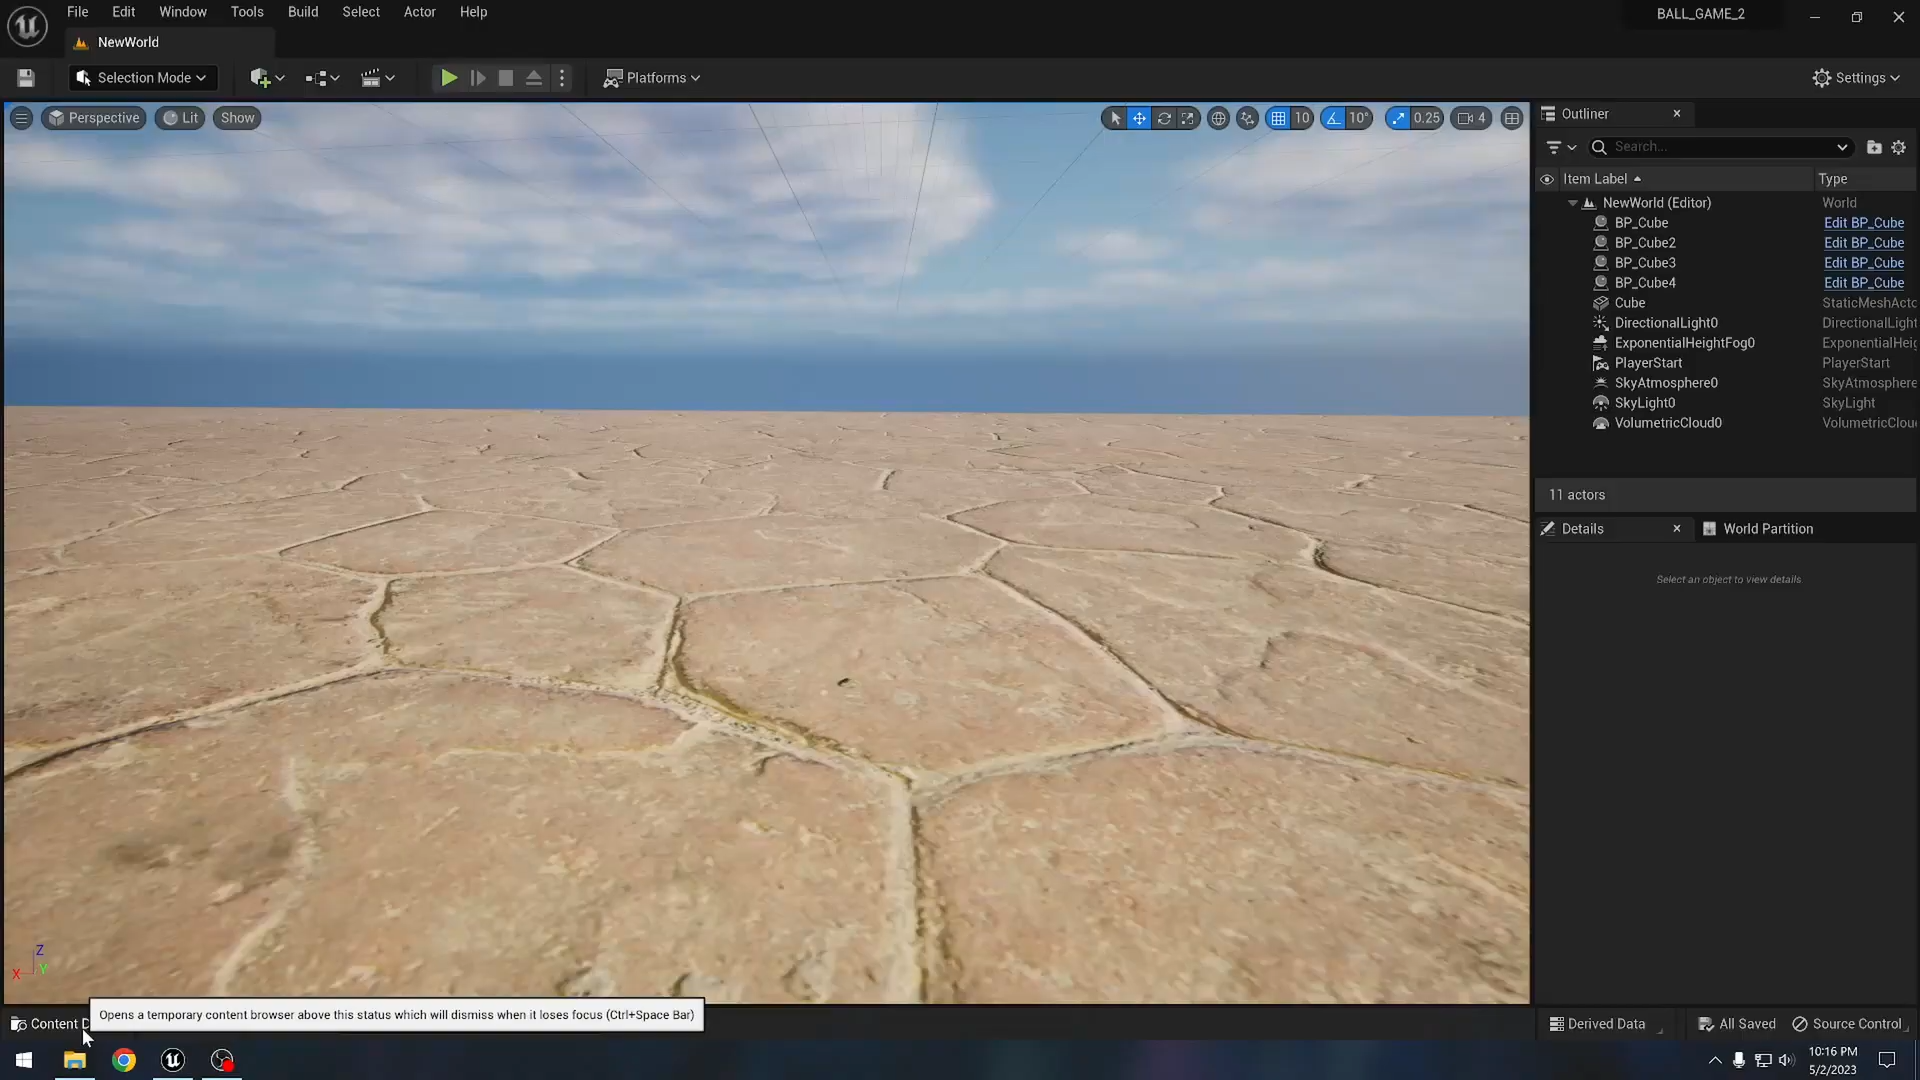 File Edit Window Tools Build Select Actor Help
BALL_GAME_2
NewWorld
Selection Mode
Platforms
Settings
Perspective
Lit
Show
10
10°
0.25
4
Outliner
Search...
Item Label
Type
NewWorld (Editor) World
BP_Cube Edit BP_Cube
BP_Cube2 Edit BP_Cube
BP_Cube3 Edit BP_Cube
BP_Cube4 Edit BP_Cube
Cube StaticMeshActo
DirectionalLight0 DirectionalLight
ExponentialHeightFog0 ExponentialHeig
PlayerStart PlayerStart
SkyAtmosphere0 SkyAtmosphere
SkyLight0 SkyLight
VolumetricCloud0 VolumetricClou
11 actors
Details
World Partition
Select an object to view details
Z
X Y
Opens a temporary content browser above this status which will dismiss when it loses focus (Ctrl+Space Bar)
Content D
Derived Data
All Saved
Source Control
10:16 PM
5/2/2023